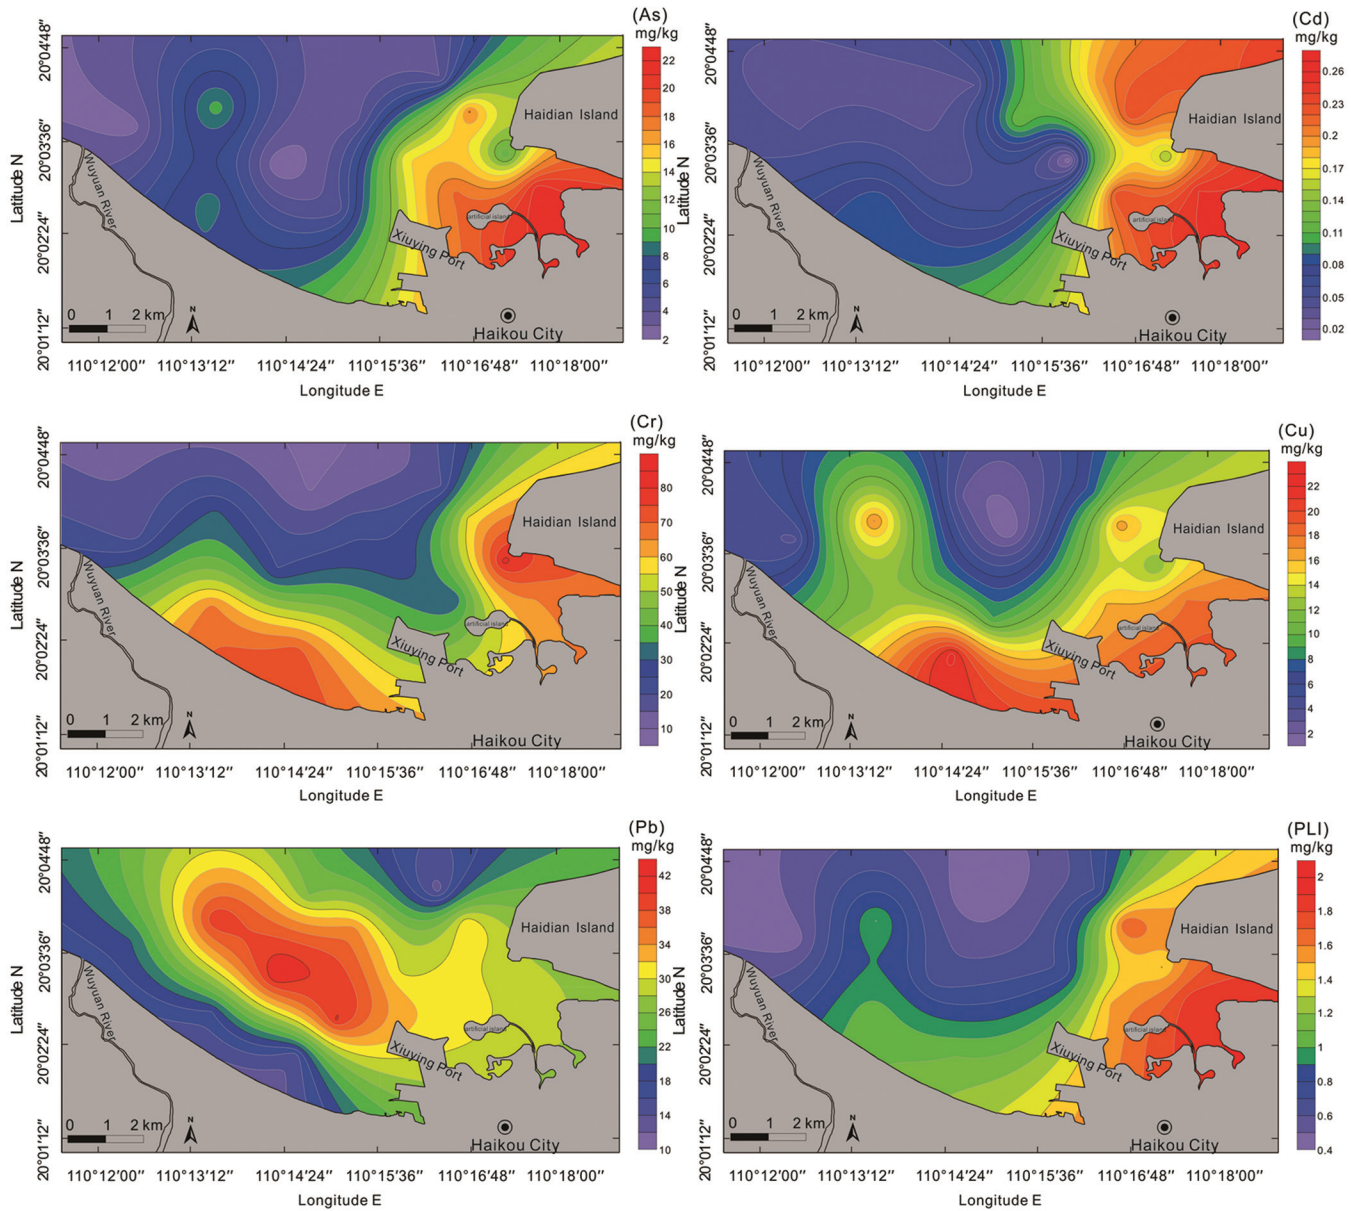 (As)
mg/kg
22
20
18
16
14
12
10
8
6
4
2
20°04'48"
20°03'36"
20°02'24"
20°01'12"
Latitude N
Haidian Island
Wuyuan River
artificial island
Xiuying Port
N
0 1 2 km
Haikou City
110°12'00" 110°13'12" 110°14'24" 110°15'36" 110°16'48" 110°18'00"
Longitude E
(Cd)
mg/kg
0.26
0.23
0.2
0.17
0.14
0.11
0.08
0.05
0.02
20°04'48"
20°03'36"
20°02'24"
20°01'12"
Latitude N
Haidian Island
Wuyuan River
artificial island
Xiuying Port
N
0 1 2 km
Haikou City
110°12'00" 110°13'12" 110°14'24" 110°15'36" 110°16'48" 110°18'00"
Longitude E
(Cr)
mg/kg
80
70
60
50
40
30
20
10
20°04'48"
20°03'36"
20°02'24"
20°01'12"
Latitude N
Haidian Island
Wuyuan River
artificial island
Xiuying Port
N
0 1 2 km
Haikou City
110°12'00" 110°13'12" 110°14'24" 110°15'36" 110°16'48" 110°18'00"
Longitude E
(Cu)
mg/kg
22
20
18
16
14
12
10
8
6
4
2
20°04'48"
20°03'36"
20°02'24"
20°01'12"
Latitude N
Haidian Island
Wuyuan River
artificial island
Xiuying Port
N
0 1 2 km
Haikou City
110°12'00" 110°13'12" 110°14'24" 110°15'36" 110°16'48" 110°18'00"
Longitude E
(Pb)
mg/kg
42
38
34
30
26
22
18
14
10
20°04'48"
20°03'36"
20°02'24"
20°01'12"
Latitude N
Haidian Island
Wuyuan River
artificial island
Xiuying Port
N
0 1 2 km
Haikou City
110°12'00" 110°13'12" 110°14'24" 110°15'36" 110°16'48" 110°18'00"
Longitude E
(PLI)
mg/kg
2
1.8
1.6
1.4
1.2
1
0.8
0.6
0.4
20°04'48"
20°03'36"
20°02'24"
20°01'12"
Latitude N
Haidian Island
Wuyuan River
artificial island
Xiuying Port
N
0 1 2 km
Haikou City
110°12'00" 110°13'12" 110°14'24" 110°15'36" 110°16'48" 110°18'00"
Longitude E